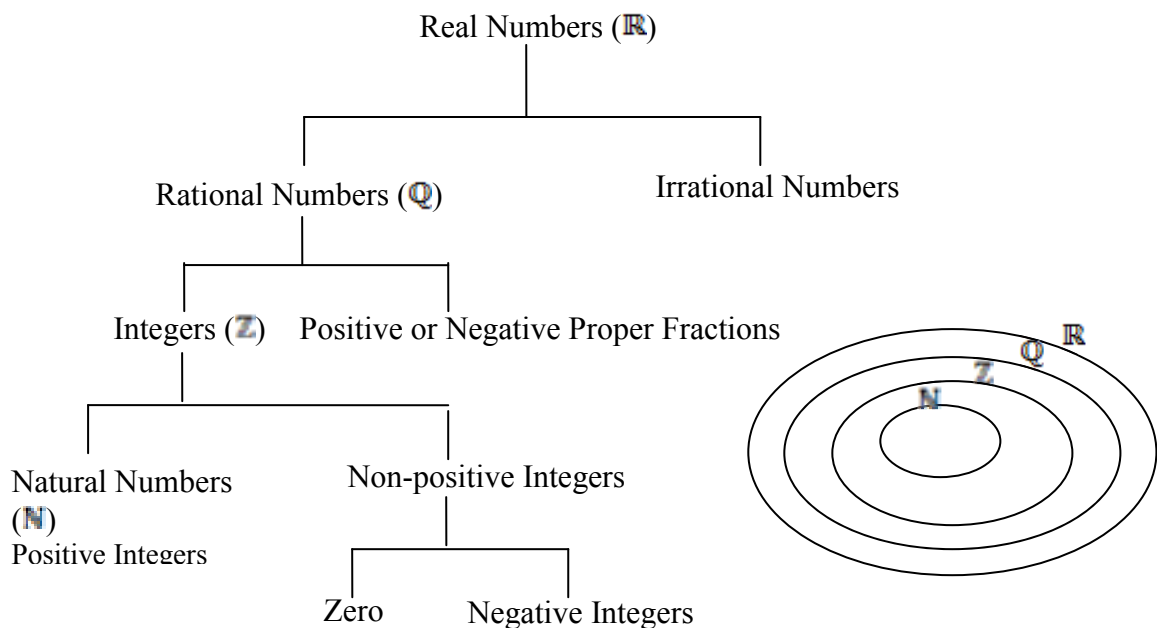 Real Numbers (ℝ)
Rational Numbers (ℚ)
Irrational Numbers
Integers (ℤ)
Positive or Negative Proper Fractions
Natural Numbers
(ℕ)
Positive Integers
Non-positive Integers
Zero
Negative Integers
ℝ
ℚ
ℤ
ℕ